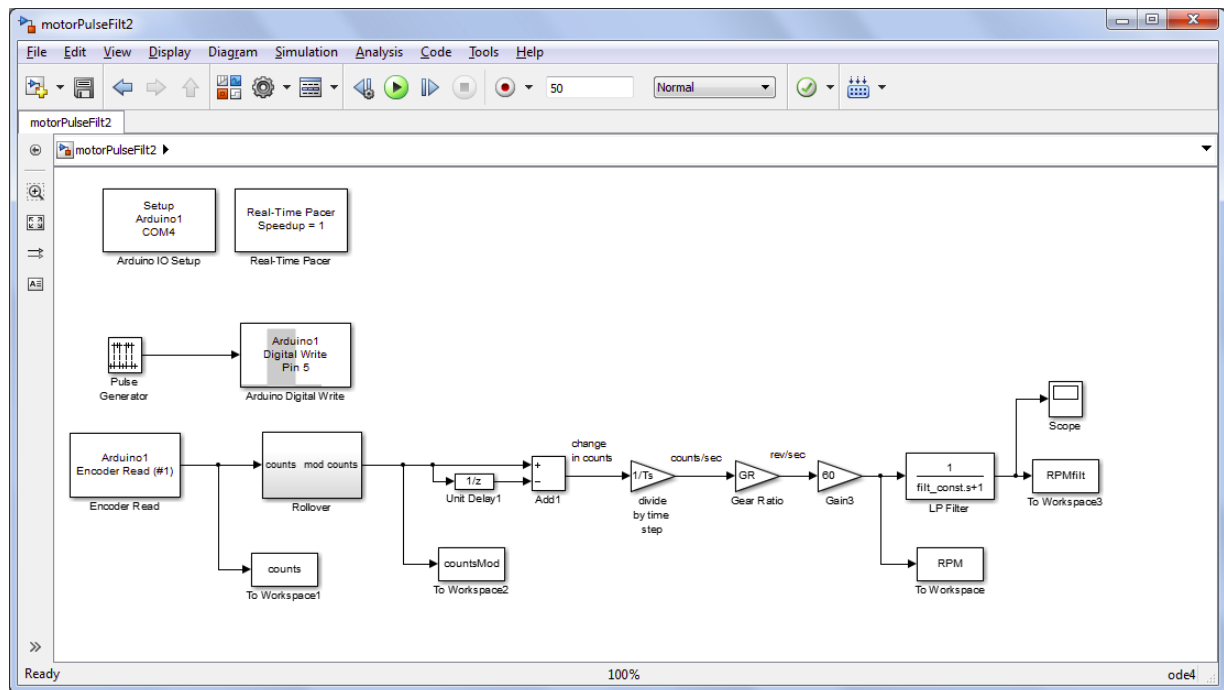 motorPulseFilt2
File Edit View Display Diagram Simulation Analysis Code Tools Help
50
Normal
motorPulseFilt2
motorPulseFilt2
Setup
Arduino1
COM4
Arduino IO Setup
Real-Time Pacer
Speedup = 1
Real-Time Pacer
Pulse
Generator
Arduino1
Digital Write
Pin 5
Arduino Digital Write
Arduino1
Encoder Read (#1)
Encoder Read
counts mod counts
Rollover
1/z
Unit Delay1
+
−
Add1
change
in counts
1/Ts
divide
by time
step
counts/sec
GR
Gear Ratio
rev/sec
60
Gain3
1
filt_const.s+1
LP Filter
Scope
RPMfilt
To Workspace3
counts
To Workspace1
countsMod
To Workspace2
RPM
To Workspace
Ready
100%
ode4